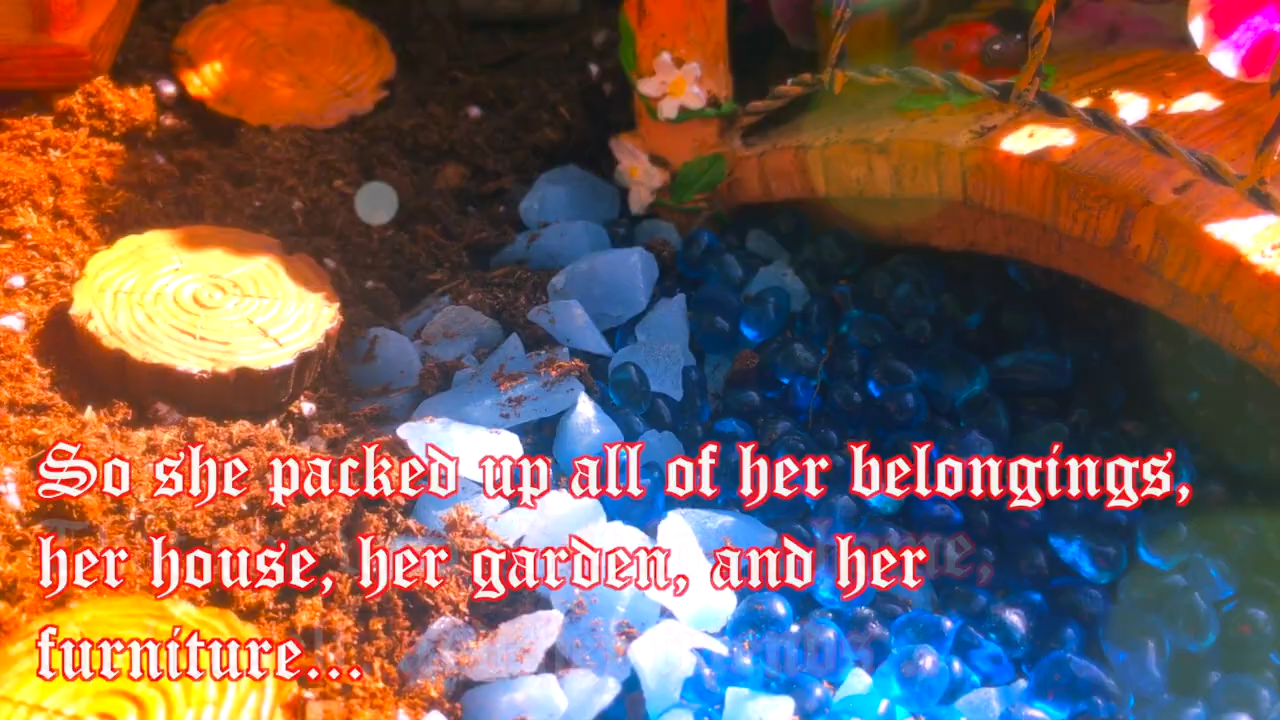 So she packed up all of her belongings,
her house, her garden, and her
furniture...